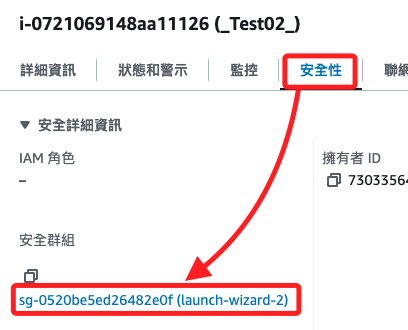 i-0721069148aa11126 (_Test02_)
詳細資訊 狀態和警示 監控 安全性 聯網
▼ 安全詳細資訊
IAM 角色
–
擁有者 ID
73033564
安全群組
sg-0520be5ed26482e0f (launch-wizard-2)